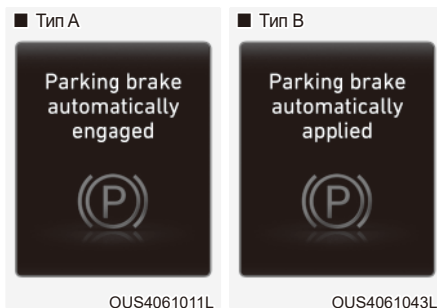 ■ Тип A
■ Тип B
Parking brake
automatically
engaged
(P)
Parking brake
automatically
applied
(P)
OUS4061011L
OUS4061043L